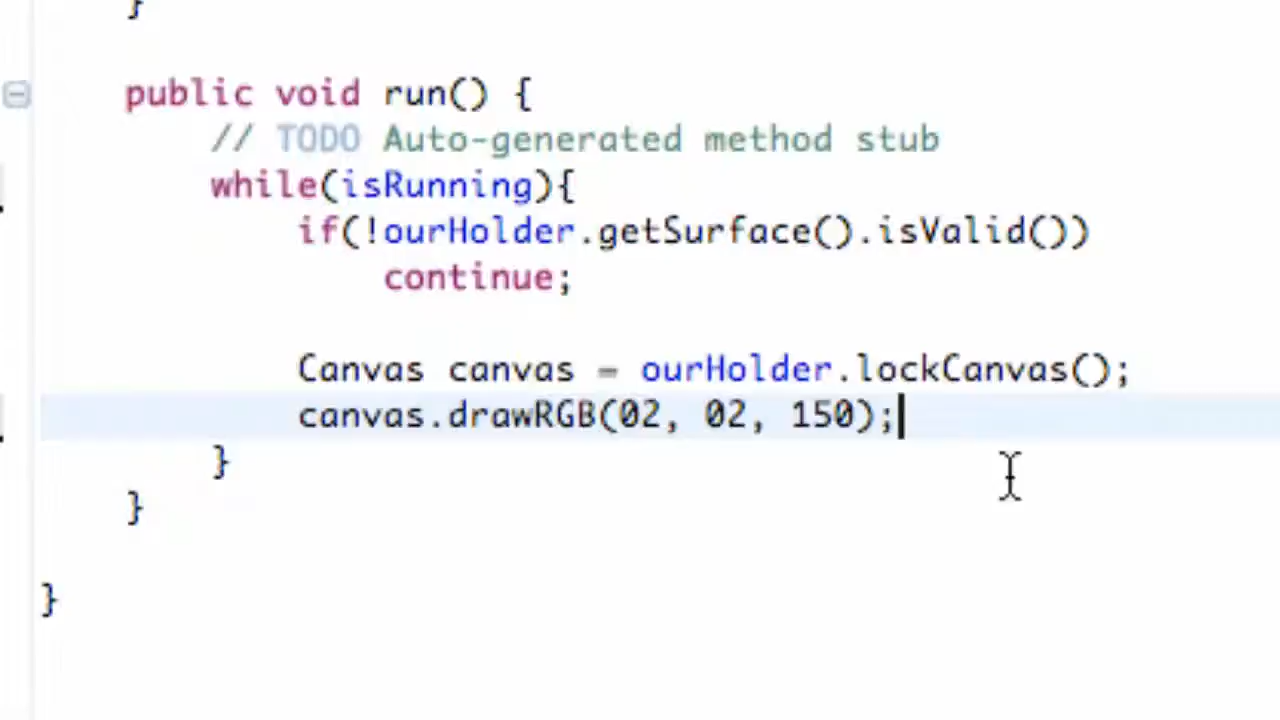 }
public void run() {
// TODO Auto-generated method stub
while(isRunning){
if(!ourHolder.getSurface().isValid())
continue;
Canvas canvas = ourHolder.lockCanvas();
canvas.drawRGB(02, 02, 150);
}
}
}